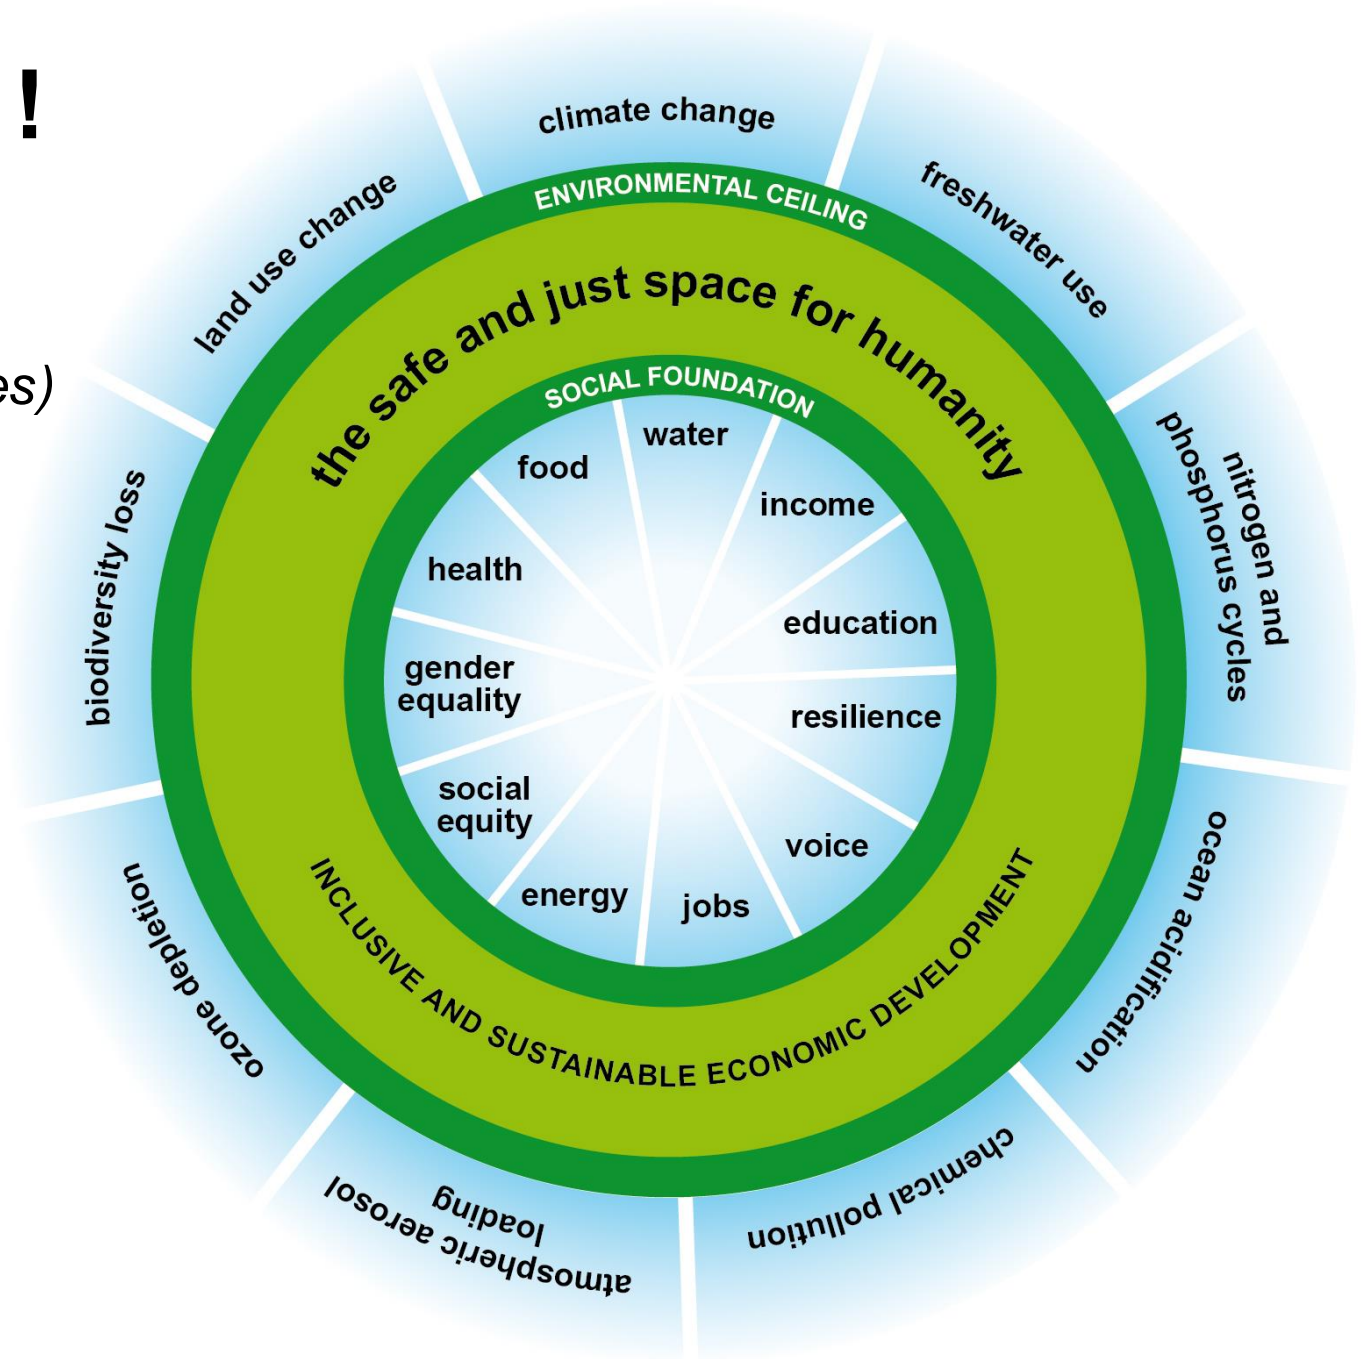 !
es)
climate change
freshwater use
nitrogen and
phosphorus cycles
ocean acidification
chemical pollution
atmospheric aerosol
loading
ozone depletion
biodiversity loss
land use change
ENVIRONMENTAL CEILING
the safe and just space for humanity
SOCIAL FOUNDATION
water
income
education
resilience
voice
jobs
energy
social
equity
gender
equality
health
food
INCLUSIVE AND SUSTAINABLE ECONOMIC DEVELOPMENT